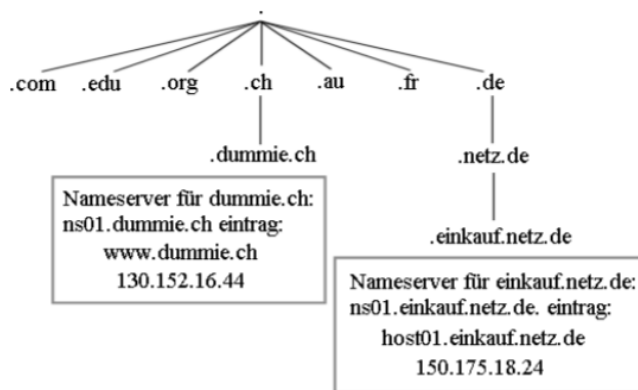 .
.com .edu .org .ch .au .fr .de
.dummie.ch .netz.de
Nameserver für dummie.ch:
ns01.dummie.ch eintrag:
www.dummie.ch
130.152.16.44
.einkauf.netz.de
Nameserver für einkauf.netz.de:
ns01.einkauf.netz.de. eintrag:
host01.einkauf.netz.de
150.175.18.24